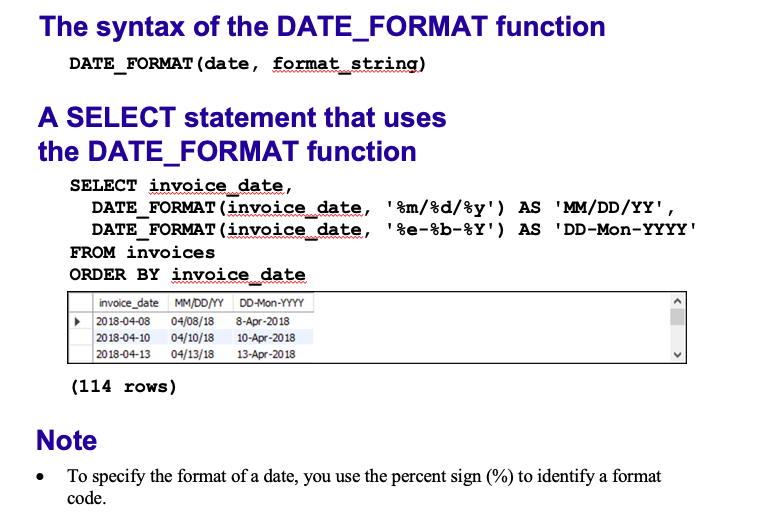 The syntax of the DATE_FORMAT function
DATE_FORMAT(date, format_string)
A SELECT statement that uses
the DATE_FORMAT function
SELECT invoice_date,
DATE_FORMAT(invoice_date, '%m/%d/%y') AS 'MM/DD/YY',
DATE_FORMAT(invoice_date, '%e-%b-%Y') AS 'DD-Mon-YYYY'
FROM invoices
ORDER BY invoice_date
invoice_date MM/DD/YY DD-Mon-YYYY
2018-04-08 04/08/18 8-Apr-2018
2018-04-10 04/10/18 10-Apr-2018
2018-04-13 04/13/18 13-Apr-2018
(114 rows)
Note
• To specify the format of a date, you use the percent sign (%) to identify a format
code.